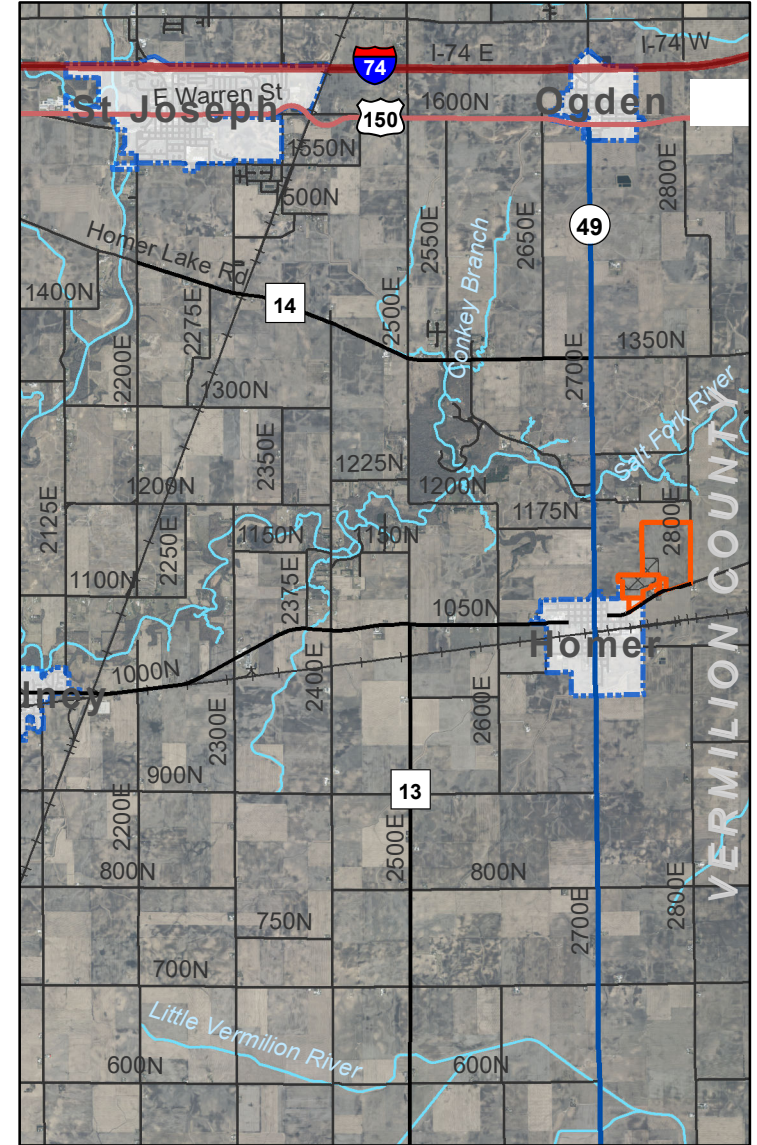 I-74 E
I-74 W
74
E Warren St
St Joseph
1600N
Ogden
150
1550N
500N
2800E
49
2550E
2650E
Conkey Branch
Homer Lake Rd
1400N
14
2275E
2500E
2200E
1350N
2700E
1300N
Salt Fork River
2350E
1225N
1200N
1200N
VERMILION COUNTY
2125E
2250E
1150N
1150N
1175N
2800E
1100N
2375E
1050N
Homer
1000N
dney
2400E
2300E
2600E
900N
13
2200E
2500E
800N
800N
2700E
2800E
750N
700N
Little Vermilion River
600N
600N